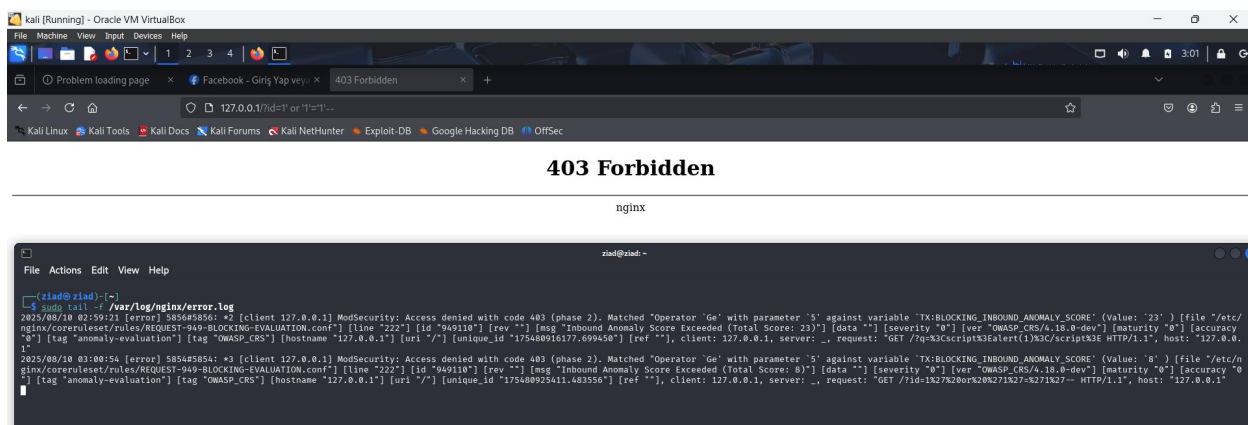 kali [Running] - Oracle VM VirtualBox
File Machine View Input Devices Help
1 2 3 4
3:01
Problem loading page
Facebook - Giriş Yap veya
403 Forbidden
127.0.0.1/?id=1' or '1'='1'--
Kali Linux Kali Tools Kali Docs Kali Forums Kali NetHunter Exploit-DB Google Hacking DB OffSec
403 Forbidden
nginx
ziad@ziad: ~
File Actions Edit View Help
┌──(ziad㉿ziad)-[~]
└─$ sudo tail -f /var/log/nginx/error.log
2025/08/10 02:59:21 [error] 5856#5856: *2 [client 127.0.0.1] ModSecurity: Access denied with code 403 (phase 2). Matched "Operator `Ge' with parameter `5' against variable `TX:BLOCKING_INBOUND_ANOMALY_SCORE' (Value: `23' ) [file "/etc/
nginx/coreruleset/rules/REQUEST-949-BLOCKING-EVALUATION.conf"] [line "222"] [id "949110"] [rev ""] [msg "Inbound Anomaly Score Exceeded (Total Score: 23)"] [data ""] [severity "0"] [ver "OWASP_CRS/4.18.0-dev"] [maturity "0"] [accuracy
"0"] [tag "anomaly-evaluation"] [tag "OWASP_CRS"] [hostname "127.0.0.1"] [uri "/"] [unique_id "175480916177.699450"] [ref ""], client: 127.0.0.1, server: _, request: "GET /?q=%3Cscript%3Ealert(1)%3C/script%3E HTTP/1.1", host: "127.0.0.
1"
2025/08/10 03:00:54 [error] 5854#5854: *3 [client 127.0.0.1] ModSecurity: Access denied with code 403 (phase 2). Matched "Operator `Ge' with parameter `5' against variable `TX:BLOCKING_INBOUND_ANOMALY_SCORE' (Value: `8' ) [file "/etc/n
ginx/coreruleset/rules/REQUEST-949-BLOCKING-EVALUATION.conf"] [line "222"] [id "949110"] [rev ""] [msg "Inbound Anomaly Score Exceeded (Total Score: 8)"] [data ""] [severity "0"] [ver "OWASP_CRS/4.18.0-dev"] [maturity "0"] [accuracy "0
"] [tag "anomaly-evaluation"] [tag "OWASP_CRS"] [hostname "127.0.0.1"] [uri "/"] [unique_id "175480925411.483556"] [ref ""], client: 127.0.0.1, server: _, request: "GET /?id=1%27%20or%20%271%27=%271%27-- HTTP/1.1", host: "127.0.0.1"